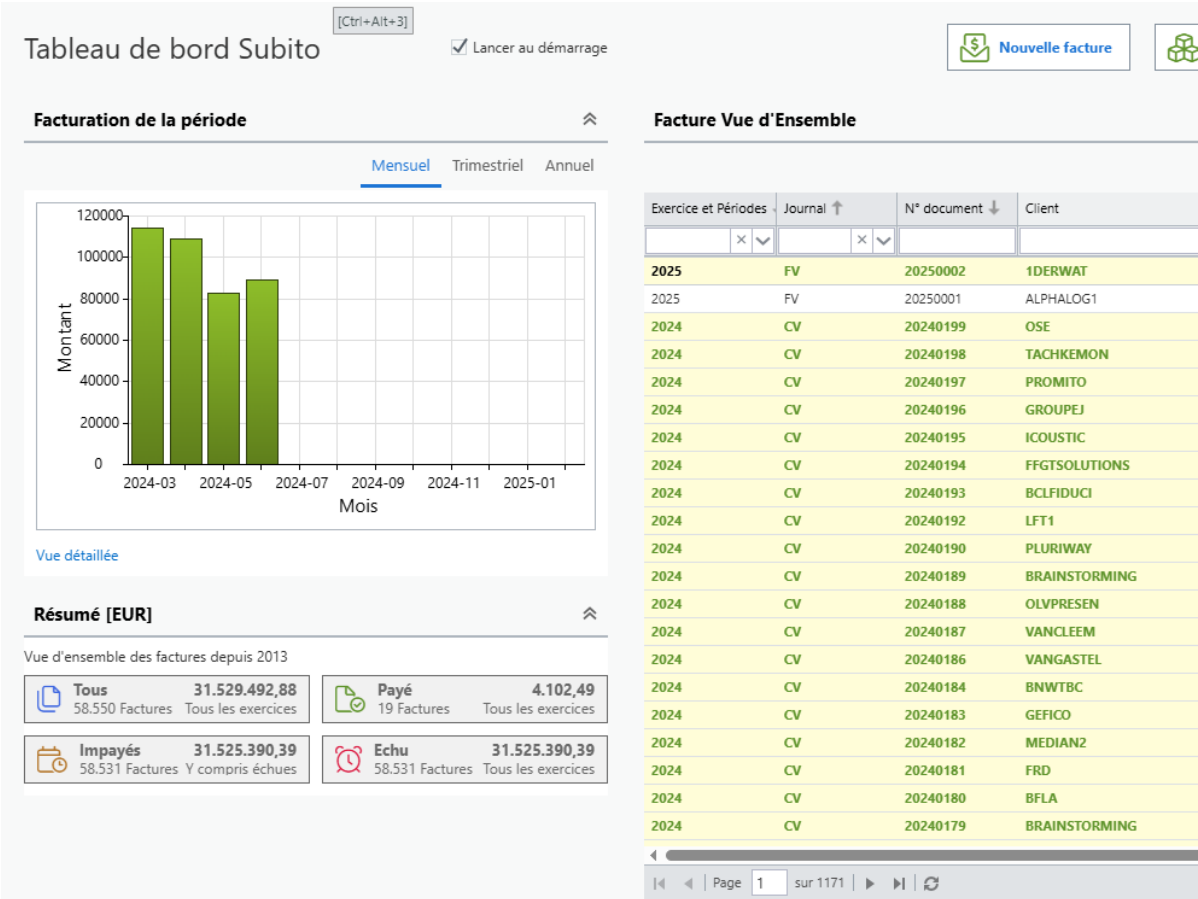 [Ctrl+Alt+3]
Tableau de bord Subito
Lancer au démarrage
Nouvelle facture
Facturation de la période
Mensuel Trimestriel Annuel
120000
100000
80000
60000
40000
20000
0
Montant
2024-03 2024-05 2024-07 2024-09 2024-11 2025-01
Mois
Vue détaillée
Résumé [EUR]
Vue d'ensemble des factures depuis 2013
Tous 31.529.492,88
58.550 Factures Tous les exercices
Payé 4.102,49
19 Factures Tous les exercices
Impayés 31.525.390,39
58.531 Factures Y compris échues
Echu 31.525.390,39
58.531 Factures Tous les exercices
Facture Vue d'Ensemble
Exercice et Périodes Journal N° document Client
2025 FV 20250002 1DERWAT
2025 FV 20250001 ALPHALOG1
2024 CV 20240199 OSE
2024 CV 20240198 TACHKEMON
2024 CV 20240197 PROMITO
2024 CV 20240196 GROUPEJ
2024 CV 20240195 ICOUSTIC
2024 CV 20240194 FFGTSOLUTIONS
2024 CV 20240193 BCLFIDUCI
2024 CV 20240192 LFT1
2024 CV 20240190 PLURIWAY
2024 CV 20240189 BRAINSTORMING
2024 CV 20240188 OLVPRESEN
2024 CV 20240187 VANCLEEM
2024 CV 20240186 VANGASTEL
2024 CV 20240184 BNWTBC
2024 CV 20240183 GEFICO
2024 CV 20240182 MEDIAN2
2024 CV 20240181 FRD
2024 CV 20240180 BFLA
2024 CV 20240179 BRAINSTORMING
Page 1 sur 1171